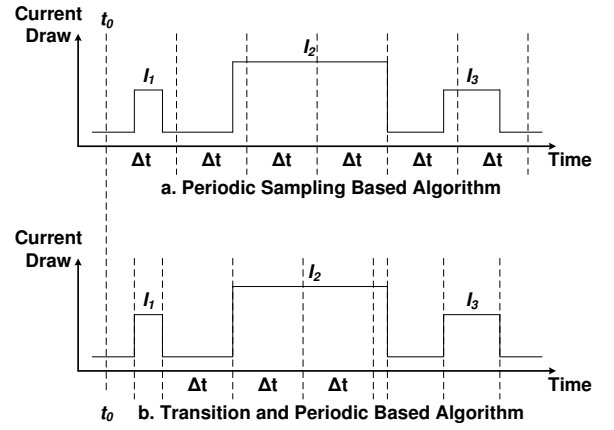 Current Draw
t0
I1
I2
I3
Δt Δt Δt Δt Δt Δt
Time
a. Periodic Sampling Based Algorithm
Current Draw
I1
I2
I3
Δt Δt Δt
Time
t0
b. Transition and Periodic Based Algorithm